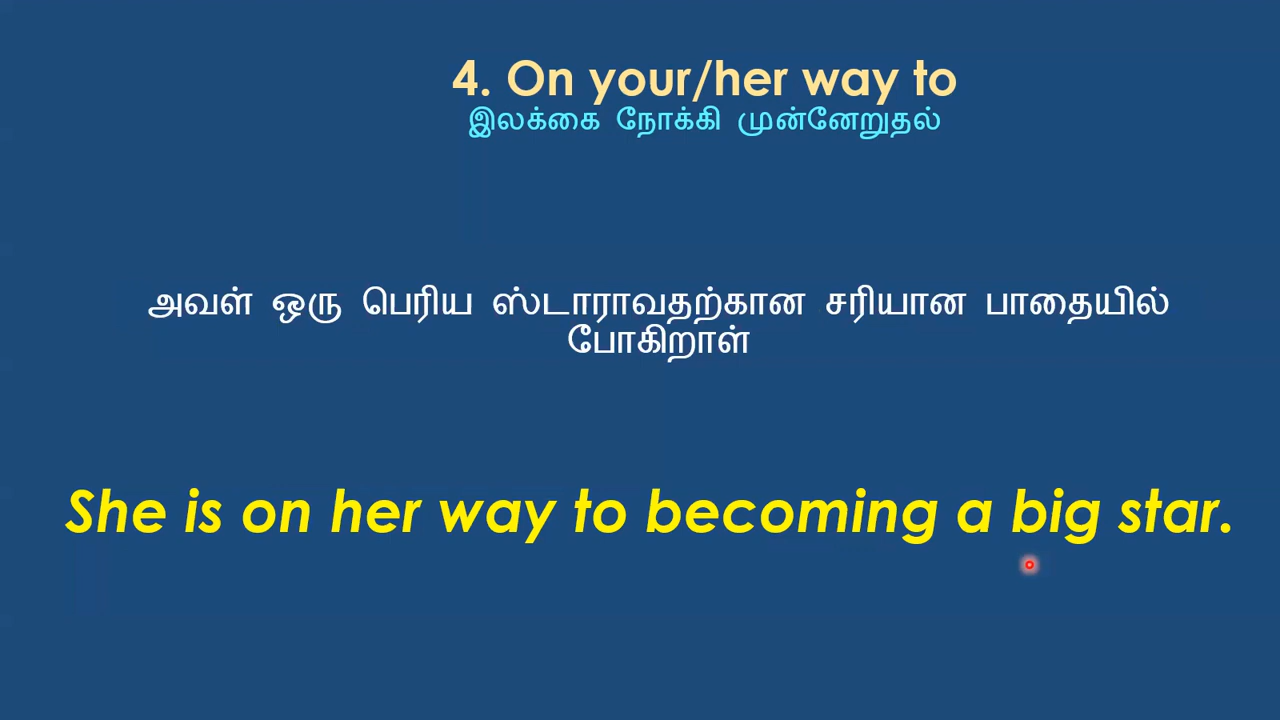 4. On your/her way to
இலக்கை நோக்கி முன்னேறுதல்
அவள் ஒரு பெரிய ஸ்டாராவதற்கான சரியான பாதையில்
போகிறாள்
She is on her way to becoming a big star.